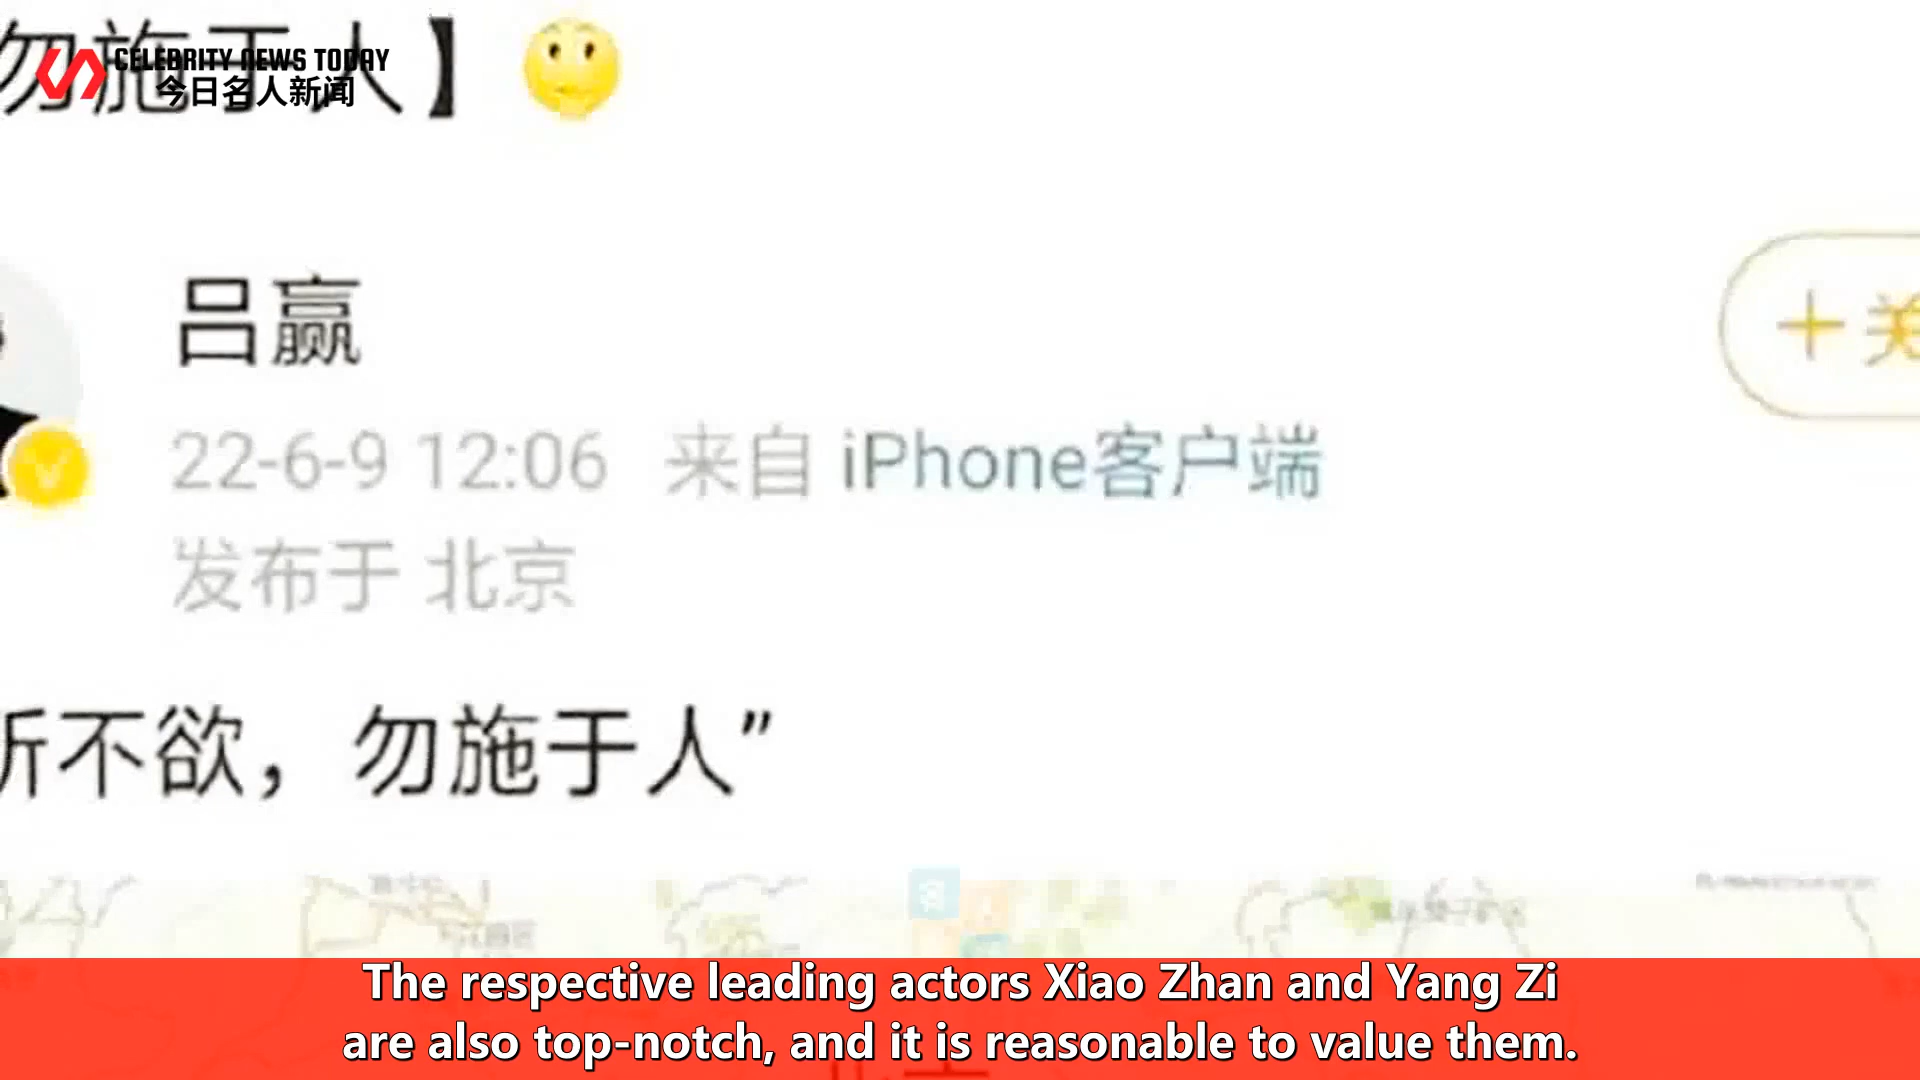 勿施于人】
CELEBRITY NEWS TODAY
今日名人新闻
吕赢
+ 关
22-6-9 12:06 来自 iPhone客户端
发布于 北京
所不欲，勿施于人”
The respective leading actors Xiao Zhan and Yang Zi
are also top-notch, and it is reasonable to value them.